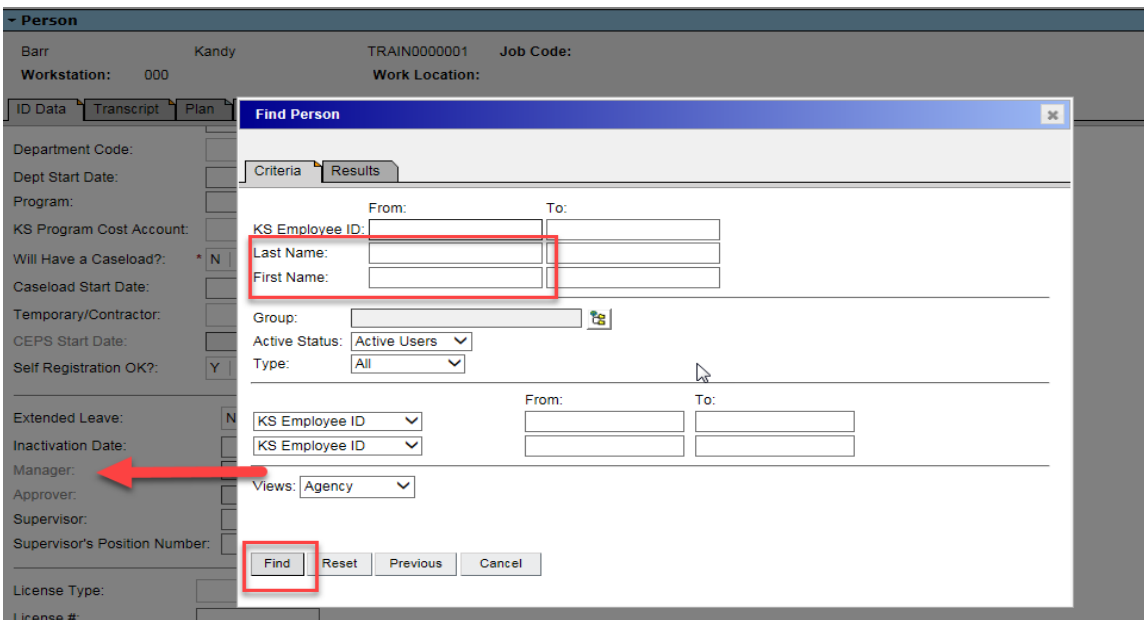 Person
Barr Kandy TRAIN0000001 Job Code:
Workstation: 000 Work Location:
ID Data Transcript Plan
Department Code:
Dept Start Date:
Program:
KS Program Cost Account:
Will Have a Caseload?: * N
Caseload Start Date:
Temporary/Contractor:
CEPS Start Date:
Self Registration OK?: Y
Extended Leave: N
Inactivation Date:
Manager:
Approver:
Supervisor:
Supervisor's Position Number:
License Type:
License #:
Find Person
Criteria Results
From: To:
KS Employee ID:
Last Name:
First Name:
Group:
Active Status: Active Users
Type: All
From: To:
KS Employee ID
KS Employee ID
Views: Agency
Find Reset Previous Cancel